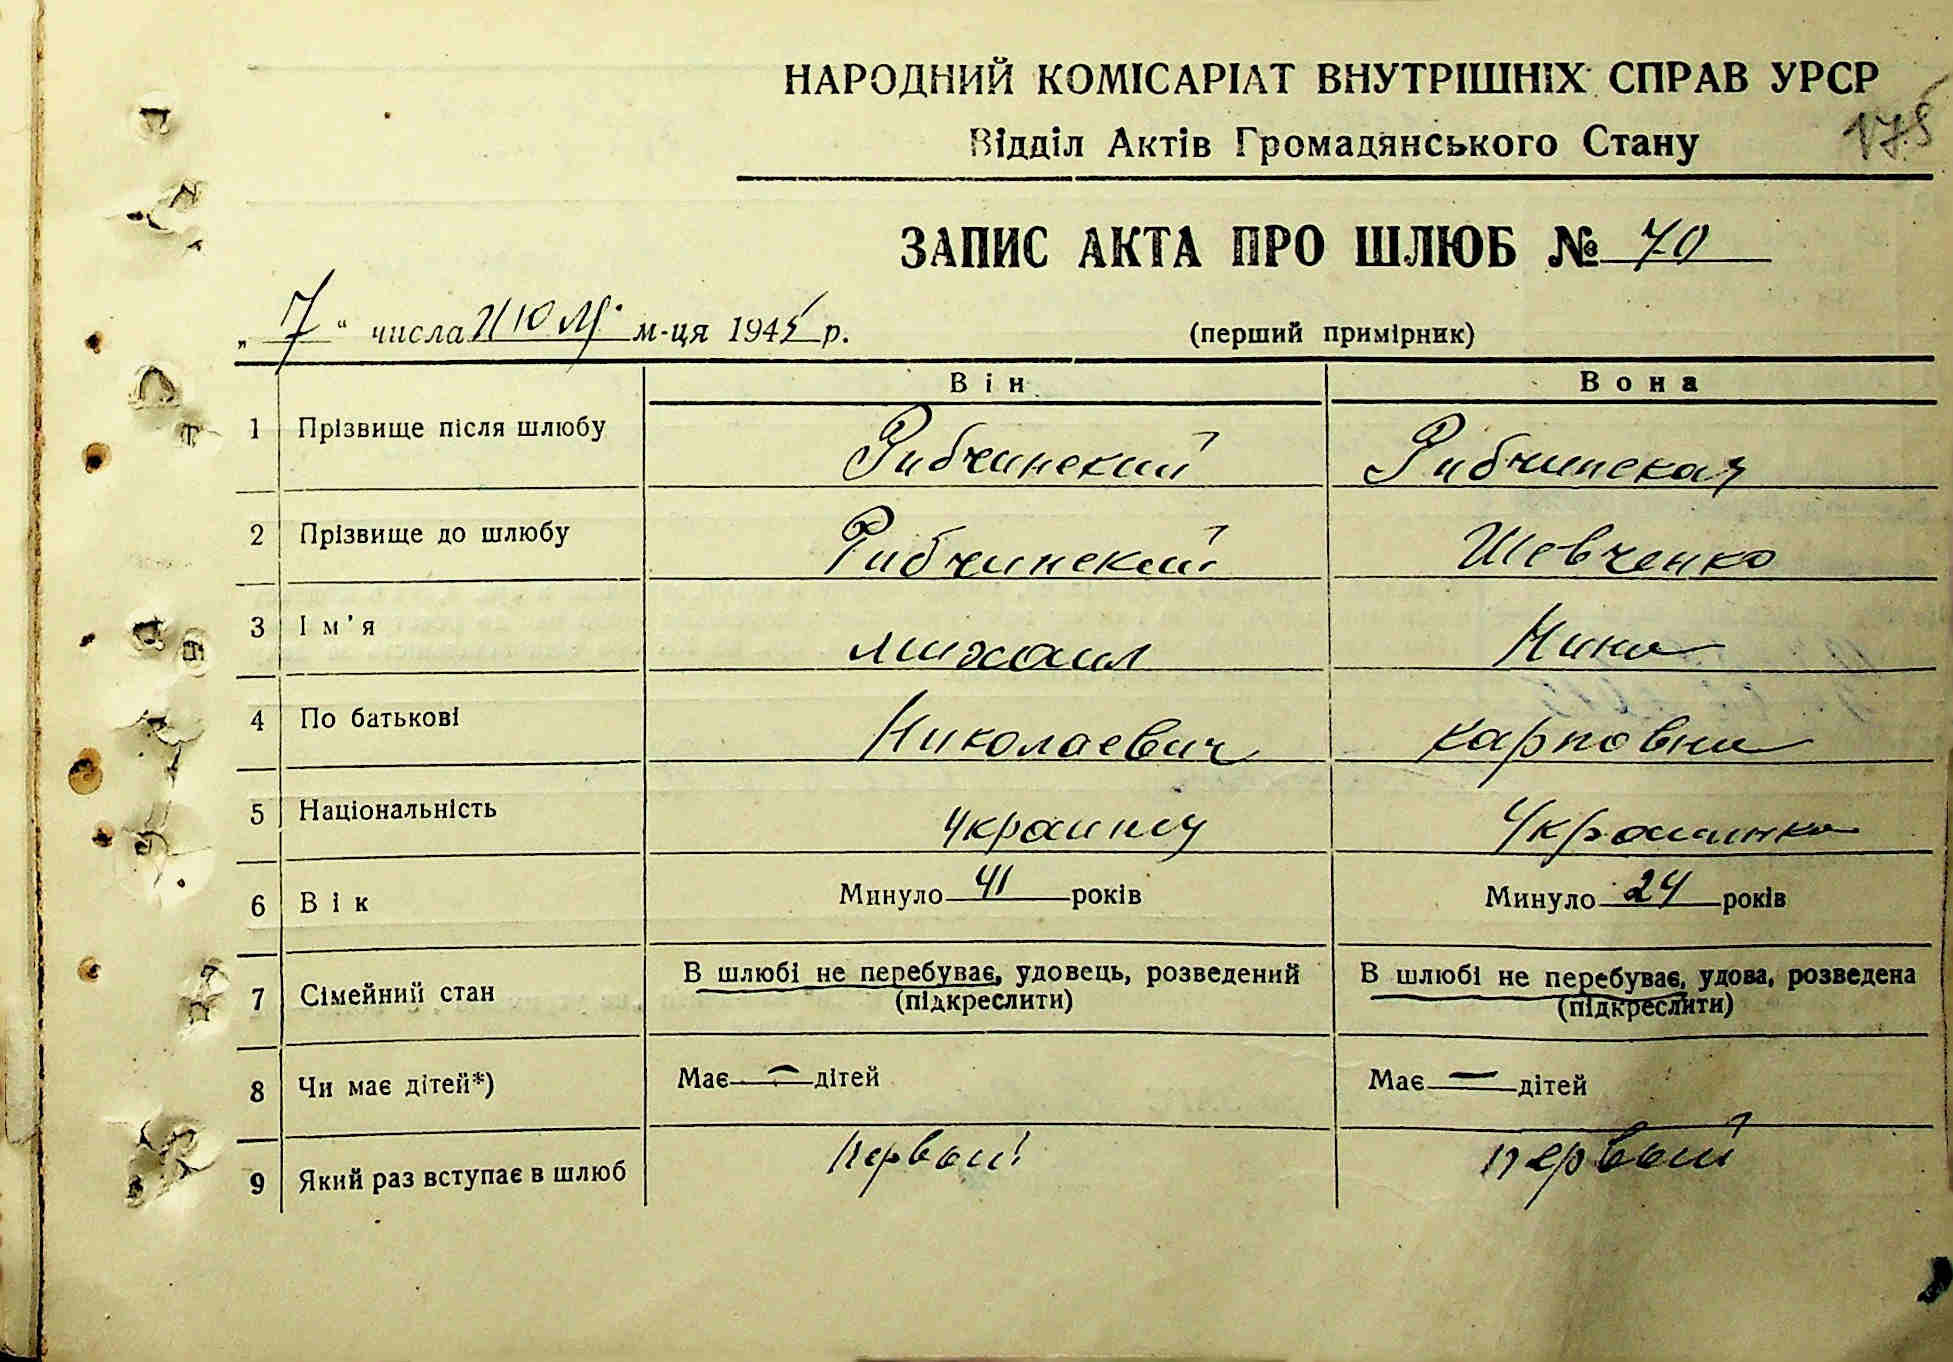 НАРОДНИЙ КОМІСАРІАТ ВНУТРІШНІХ СПРАВ УРСР
175
Відділ Актів Громадянського Стану
ЗАПИС АКТА ПРО ШЛЮБ № 70
„ 7 “ числа Июля м-ця 1945 р. (перший примірник)
Він Вона
1 Прізвище після шлюбу Рибчинский Рибчинская
2 Прізвище до шлюбу Рибчинский Шевченко
3 Ім'я Михаил Нина
4 По батькові Николаевич Карповна
5 Національність Украинец Украинка
6 Вік Минуло 41 років Минуло 24 років
7 Сімейний стан В шлюбі не перебуває, удовець, розведений В шлюбі не перебуває, удова, розведена
(підкреслити) (підкреслити)
8 Чи має дітей*) Має — дітей Має — дітей
9 Який раз вступає в шлюб первый первый